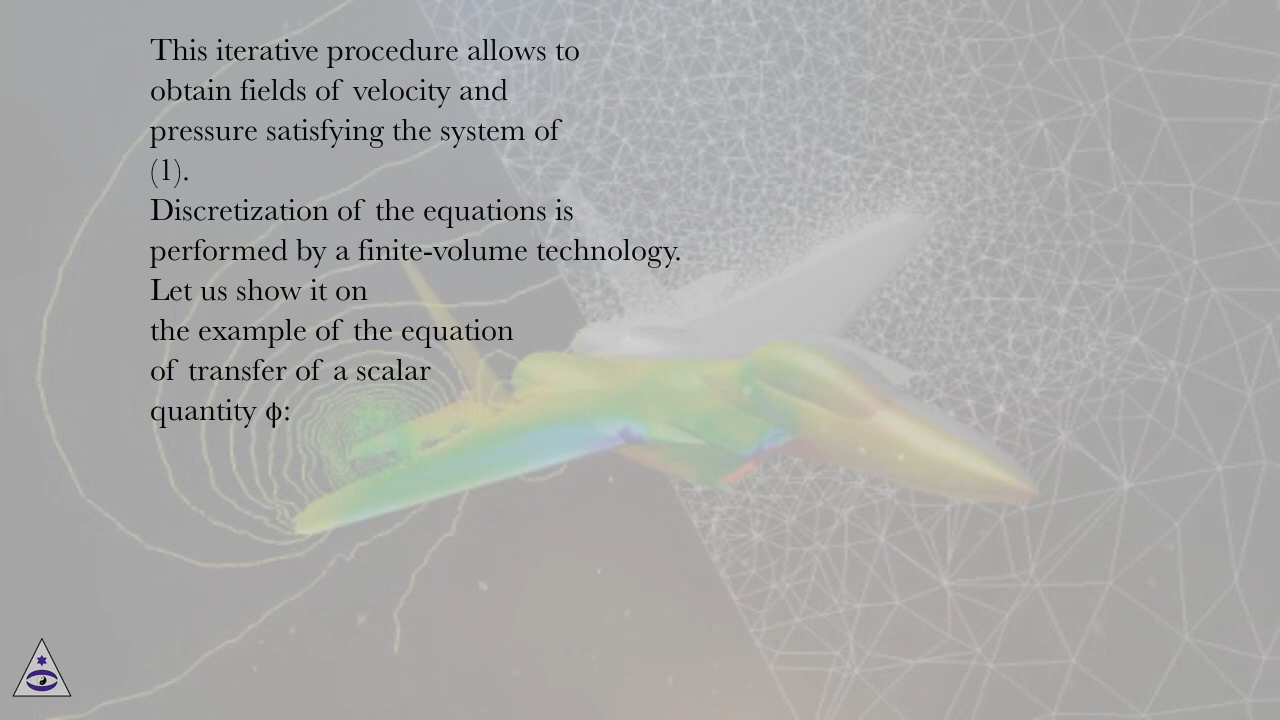 This iterative procedure allows to
obtain fields of velocity and
pressure satisfying the system of
(1).
Discretization of the equations is
performed by a finite-volume technology.
Let us show it on
the example of the equation
of transfer of a scalar
quantity ϕ: